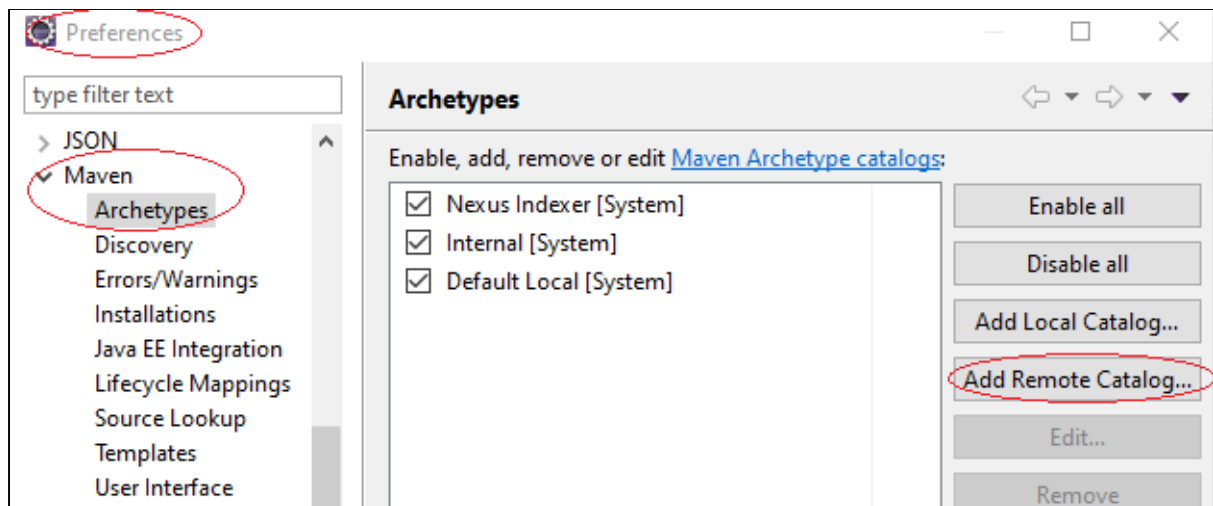 Preferences
type filter text
JSON
Maven
Archetypes
Discovery
Errors/Warnings
Installations
Java EE Integration
Lifecycle Mappings
Source Lookup
Templates
User Interface
Archetypes
Enable, add, remove or edit Maven Archetype catalogs:
Nexus Indexer [System]
Internal [System]
Default Local [System]
Enable all
Disable all
Add Local Catalog...
Add Remote Catalog...
Edit...
Remove